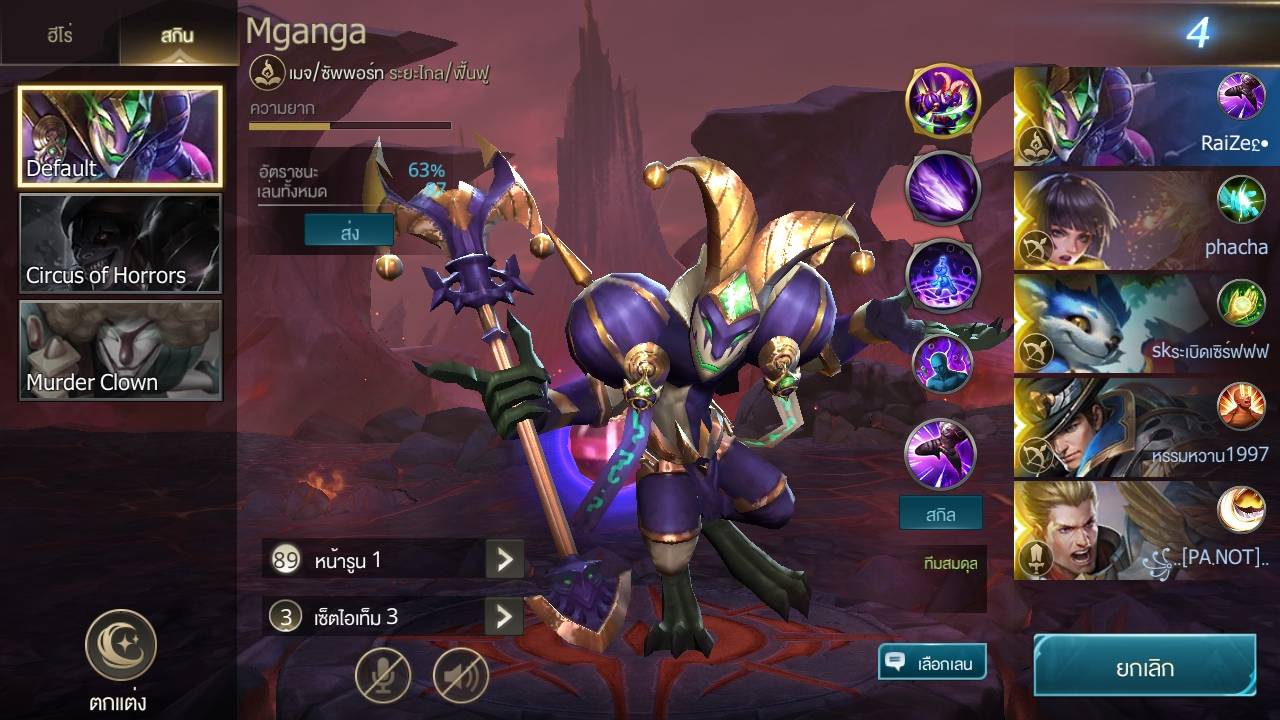 ฮีโร่
สกิน
Default
Circus of Horrors
Murder Clown
ตกแต่ง
Mganga
เมจ/ซัพพอร์ท ระยะไกล/ฟื้นฟู
ความยาก
อัตราชนะ 63%
เล่นทั้งหมด
ส่ง
89 หน้ารูน 1
3 เซ็ตไอเท็ม 3
สกิล
ทีมสมดุล
เลือกเลน
4
RaiZe£•
phacha
skระเบิดเซิร์ฟฟฟ
หรรมหวาน1997
..[PA.NOT]..
ยกเลิก